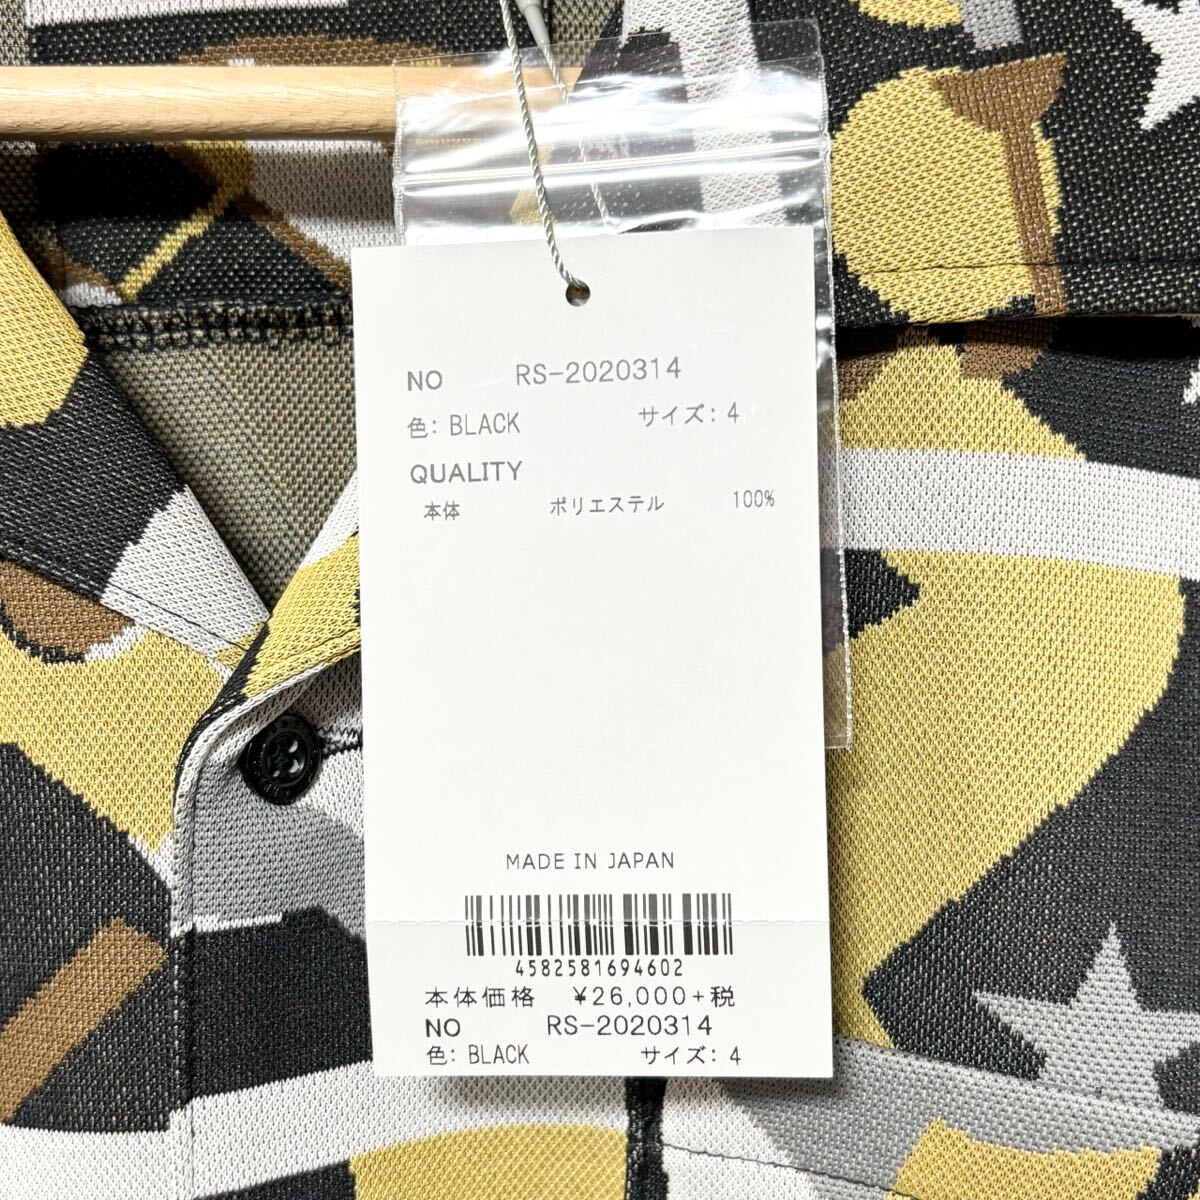 NO RS-2020314
色: BLACK サイズ: 4
QUALITY
本体 ポリエステル 100%
MADE IN JAPAN
4582581694602
本体価格 ¥26,000+税
NO RS-2020314
色: BLACK サイズ: 4